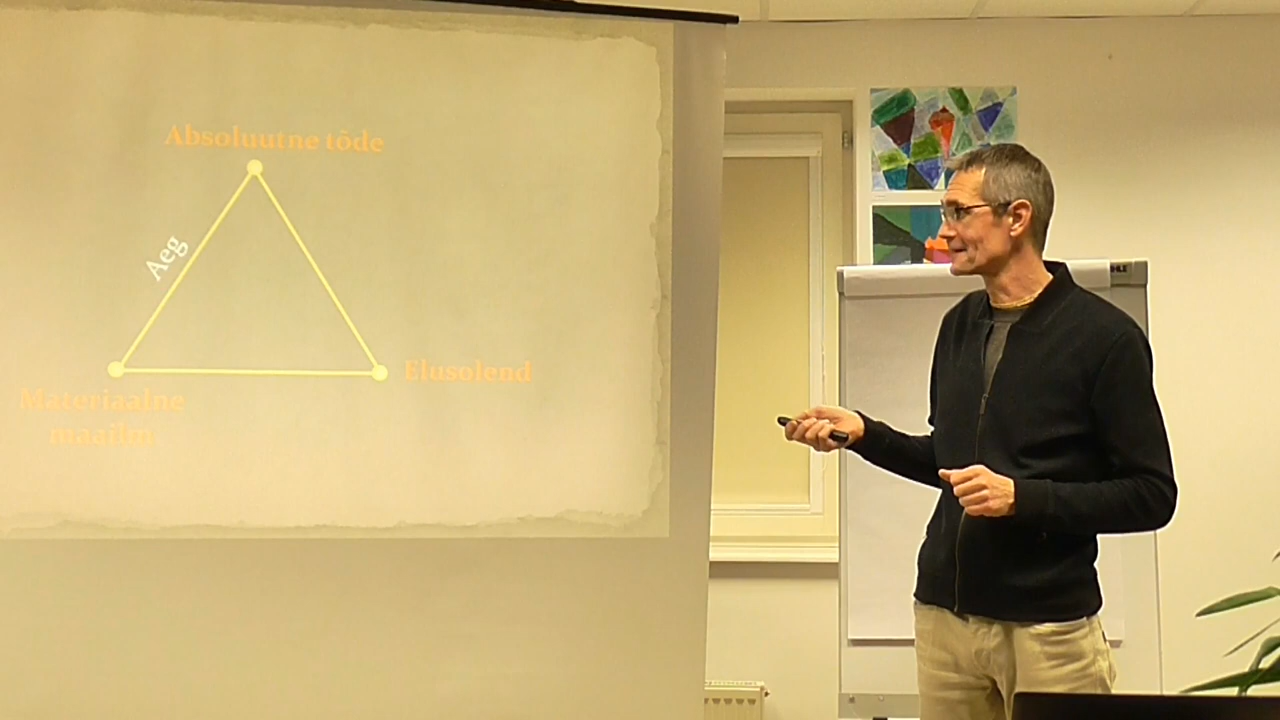 Absoluutne tõde
Aeg
Elusolend
Materiaalne
maailm